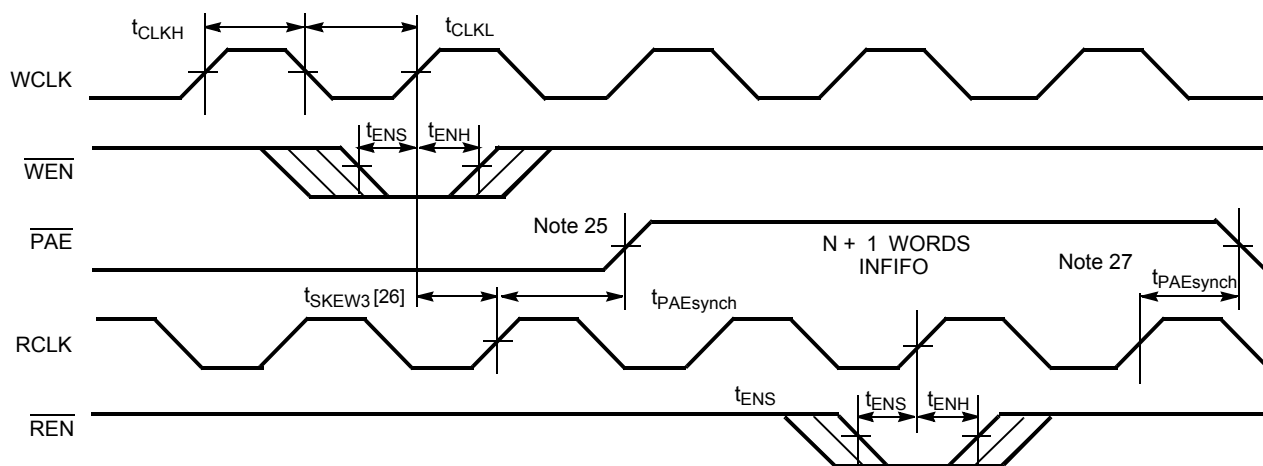 tCLKH
tCLKL
WCLK
tENS
tENH
WEN
Note 25
PAE
N + 1 WORDS
INFIFO
Note 27
tSKEW3 [26]
tPAEsynch
tPAEsynch
RCLK
tENS
tENS
tENH
REN